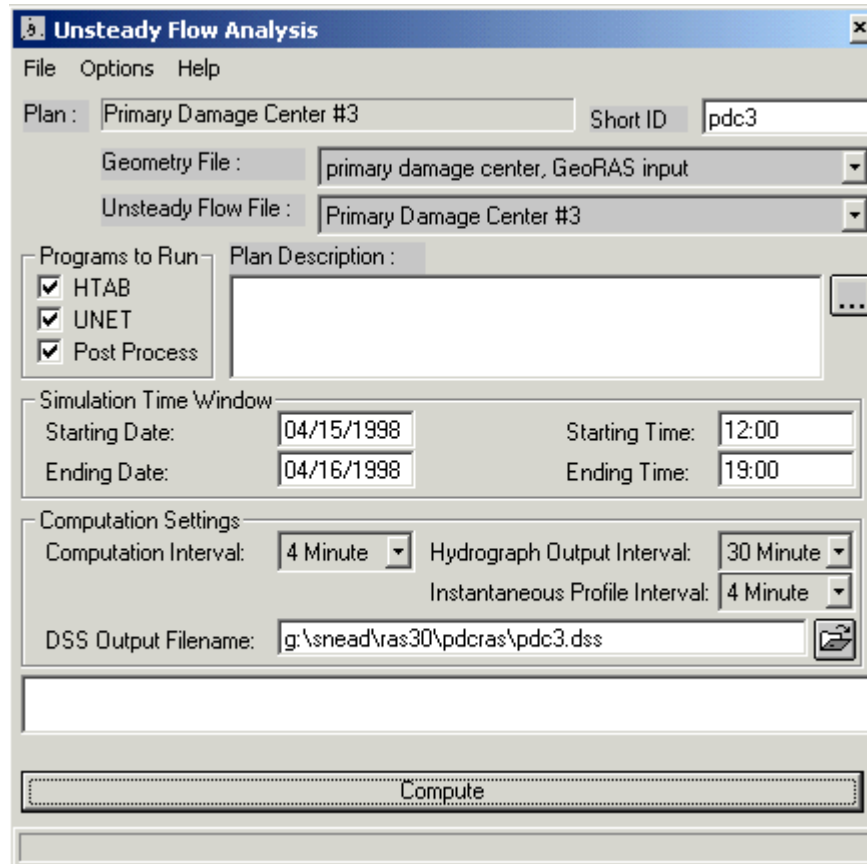 Unsteady Flow Analysis
File Options Help
Plan : Primary Damage Center #3 Short ID pdc3
Geometry File : primary damage center, GeoRAS input
Unsteady Flow File : Primary Damage Center #3
Programs to Run Plan Description :
HTAB
UNET
...
Post Process
Simulation Time Window
Starting Date: 04/15/1998 Starting Time: 12:00
Ending Date: 04/16/1998 Ending Time: 19:00
Computation Settings
Computation Interval: 4 Minute Hydrograph Output Interval: 30 Minute
Instantaneous Profile Interval: 4 Minute
DSS Output Filename: g:\snead\ras30\pdcras\pdc3.dss
Compute